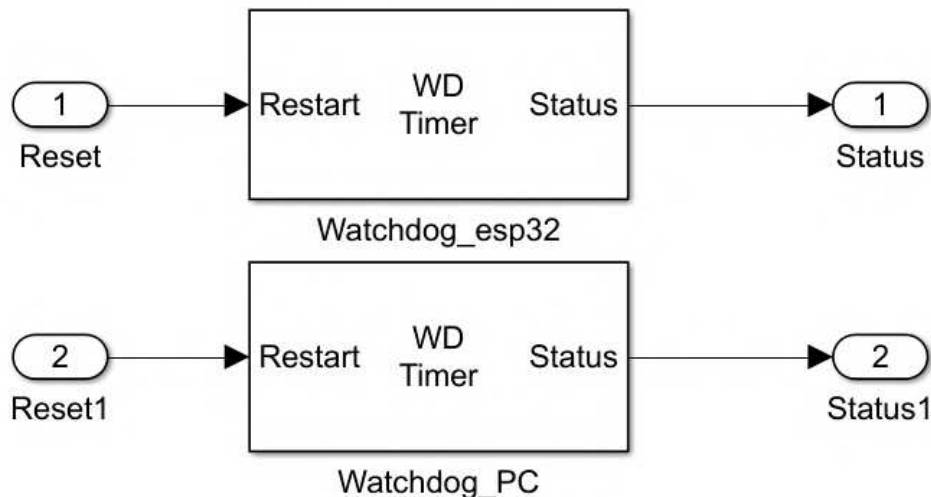 1
Restart
WD
Timer
Status
1
Reset
Status
Watchdog_esp32
2
Restart
WD
Timer
Status
2
Reset1
Status1
Watchdog_PC